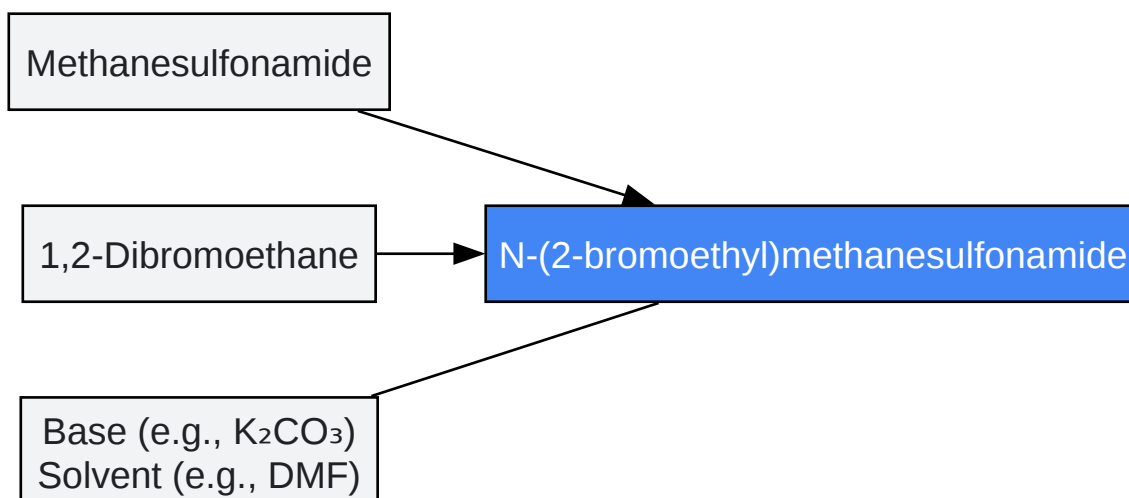 Methanesulfonamide
1,2-Dibromoethane
N-(2-bromoethyl)methanesulfonamide
Base (e.g., K₂CO₃)
Solvent (e.g., DMF)